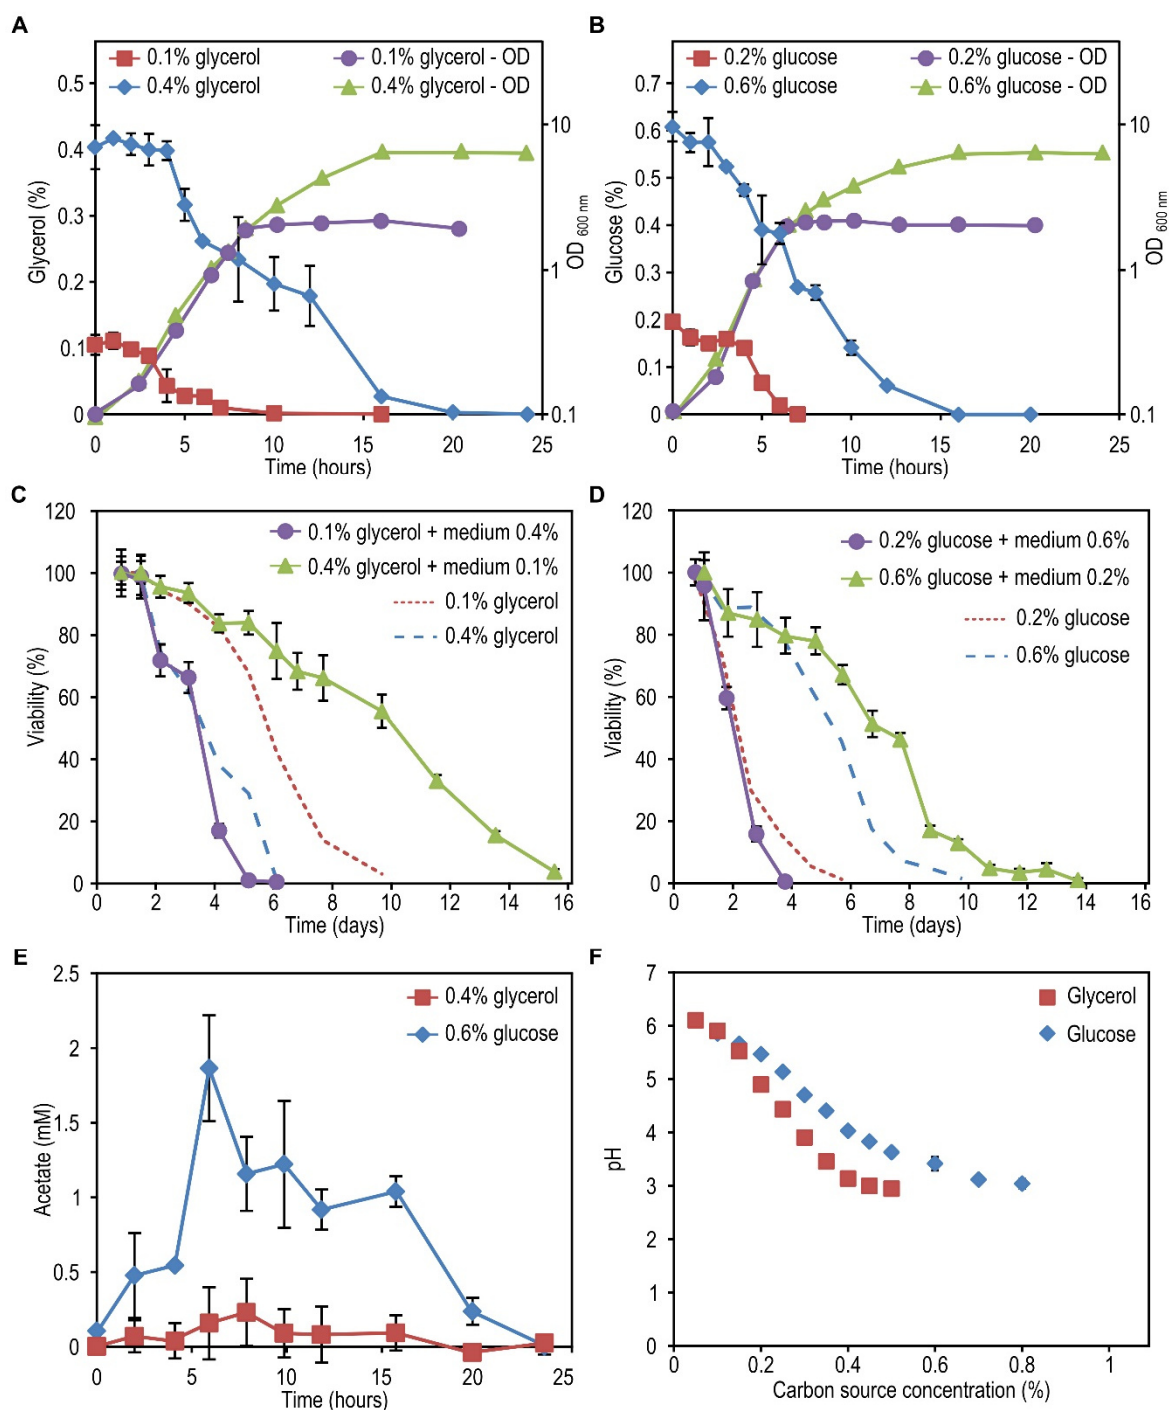 A
0.1% glycerol
0.1% glycerol - OD
0.4% glycerol
0.4% glycerol - OD
0.5
0.4
0.3
0.2
0.1
0
Glycerol (%)
10
1
0.1
OD 600 nm
0 5 10 15 20 25
Time (hours)
B
0.2% glucose
0.2% glucose - OD
0.6% glucose
0.6% glucose - OD
0.7
0.6
0.5
0.4
0.3
0.2
0.1
0
Glucose (%)
10
1
0.1
OD 600 nm
0 5 10 15 20 25
Time (hours)
C
120
100
80
60
40
20
0
Viability (%)
0.1% glycerol + medium 0.4%
0.4% glycerol + medium 0.1%
0.1% glycerol
0.4% glycerol
0 2 4 6 8 10 12 14 16
Time (days)
D
120
100
80
60
40
20
0
Viability (%)
0.2% glucose + medium 0.6%
0.6% glucose + medium 0.2%
0.2% glucose
0.6% glucose
0 2 4 6 8 10 12 14 16
Time (days)
E
2.5
2
1.5
1
0.5
0
Acetate (mM)
0.4% glycerol
0.6% glucose
0 5 10 15 20 25
Time (hours)
F
7
6
5
4
3
2
1
0
pH
Glycerol
Glucose
0.2 0.4 0.6 0.8 1
Carbon source concentration (%)